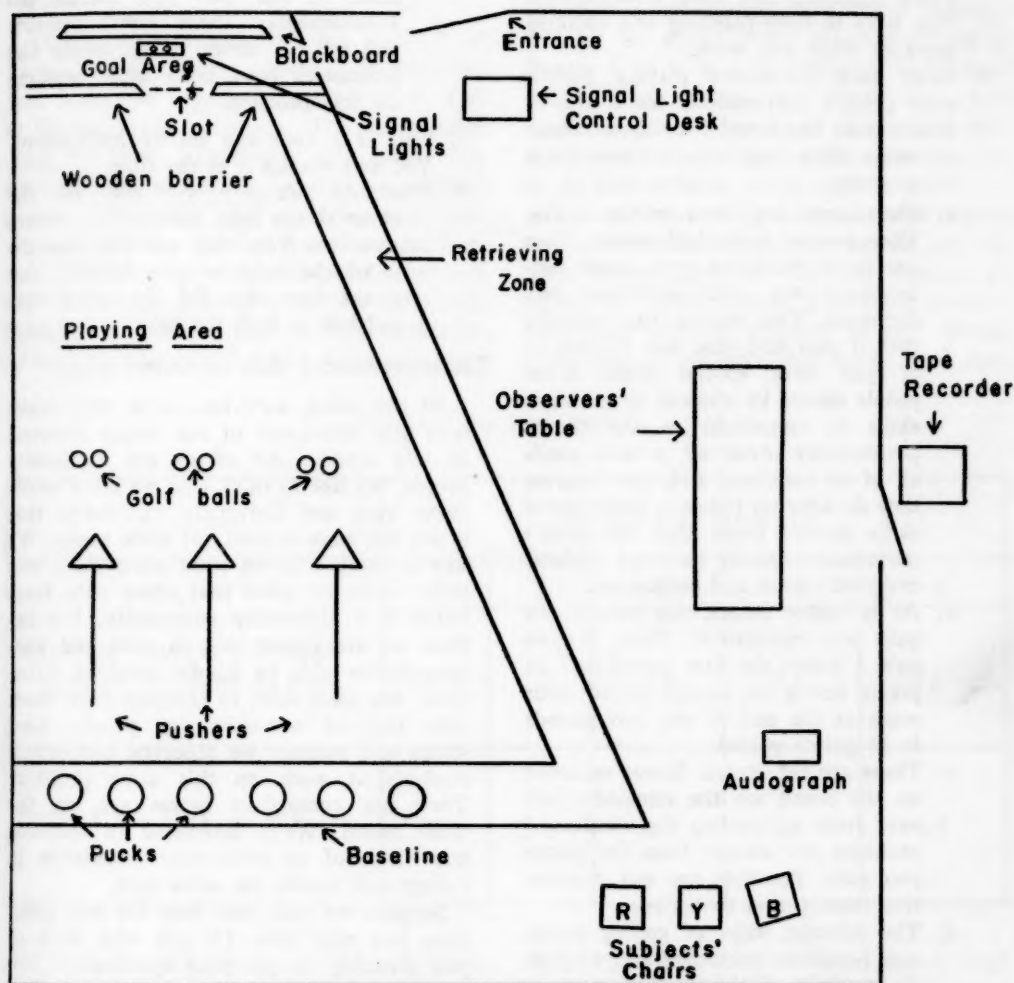 Entrance
Blackboard
Goal Area
Signal Light
Control Desk
Slot
Signal
Lights
Wooden barrier
Retrieving
Zone
Playing Area
Tape
Recorder
Observers'
Table
Golf balls
Pushers
Audograph
Pucks
Baseline
R Y B
Subjects'
Chairs